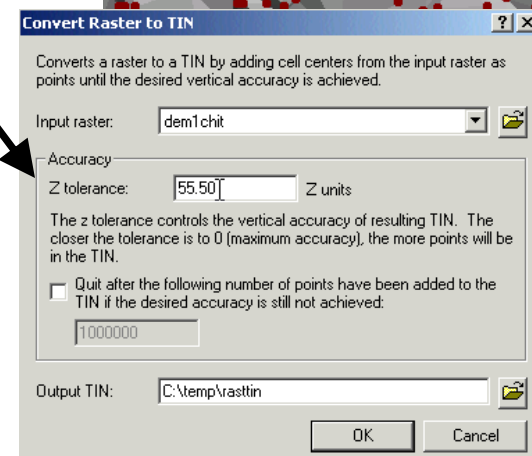 Convert Raster to TIN
Converts a raster to a TIN by adding cell centers from the input raster as
points until the desired vertical accuracy is achieved.
Input raster: dem1chit
Accuracy
Z tolerance: 55.50 Z units
The z tolerance controls the vertical accuracy of resulting TIN. The
closer the tolerance is to 0 (maximum accuracy), the more points will be
in the TIN.
Quit after the following number of points have been added to the
TIN if the desired accuracy is still not achieved:
1000000
Output TIN: C:\temp\rasttin
OK Cancel